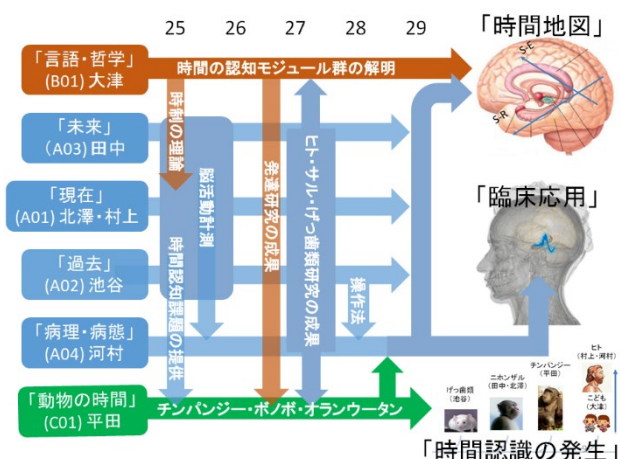 25 26 27 28 29
「時間地図」
「言語・哲学」
(B01) 大津
時間の認知モジュール群の解明
S-E
S-R
「未来」
（A03) 田中
時制の理論
「現在」
(A01) 北澤・村上
脳活動計測
発達研究の成果
ヒト・サル・げっ歯類研究の成果
「臨床応用」
「過去」
(A02) 池谷
時間認知課題の提供
操作法
「病理・病態」
(A04) 河村
「動物の時間」
(C01) 平田
チンパンジー・ボノボ・オランウータン
げっ歯類
(池谷)
ニホンザル
(田中・北澤)
チンパンジー
(平田)
ヒト
(村上・河村)
こども
(大津)
「時間認識の発生」